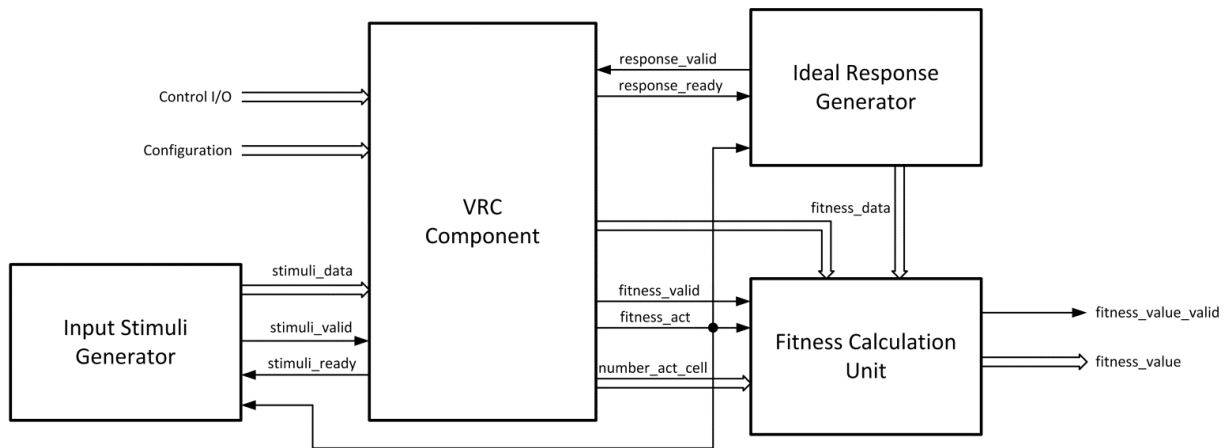 response_valid
Ideal Response
Generator
response_ready
Control I/O
Configuration
VRC
Component
fitness_data
stimuli_data
Input Stimuli
Generator
stimuli_valid
stimuli_ready
fitness_valid
fitness_act
number_act_cell
Fitness Calculation
Unit
fitness_value_valid
fitness_value